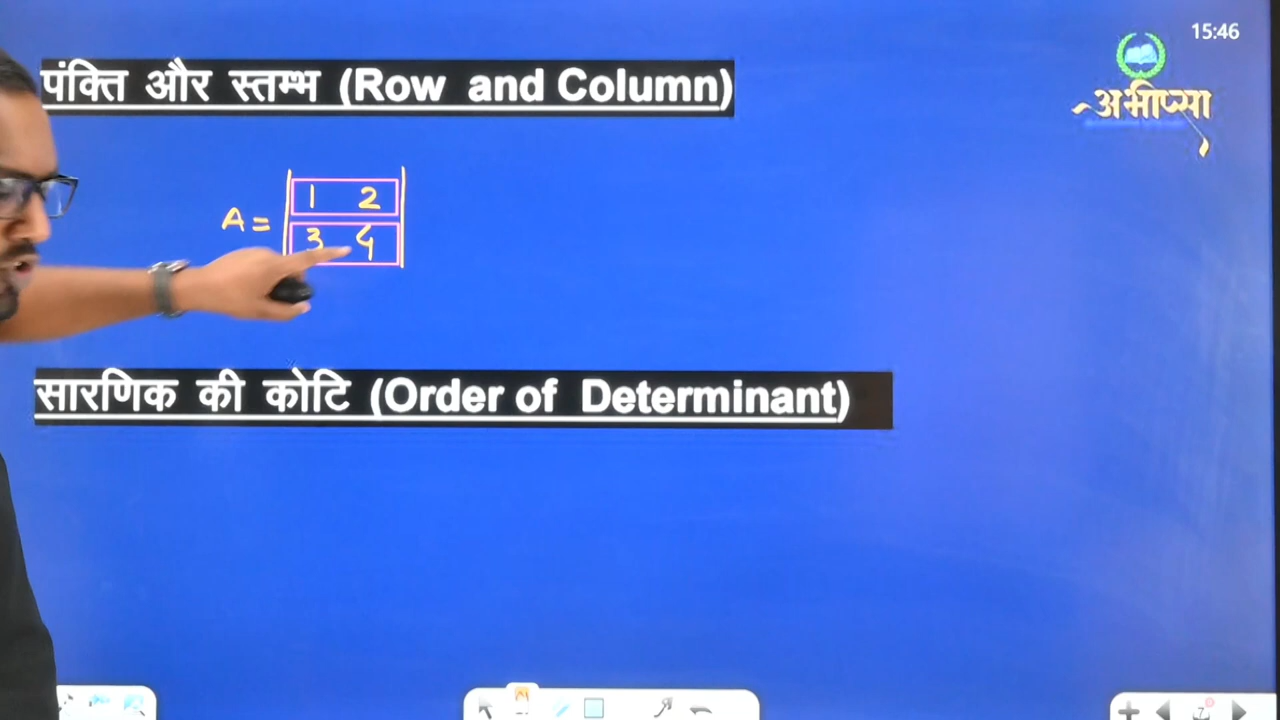 15:46
अभीप्सा
पंक्ति और स्तम्भ (Row and Column)
A = | 1 2 |
| 3 4 |
सारणिक की कोटि (Order of Determinant)